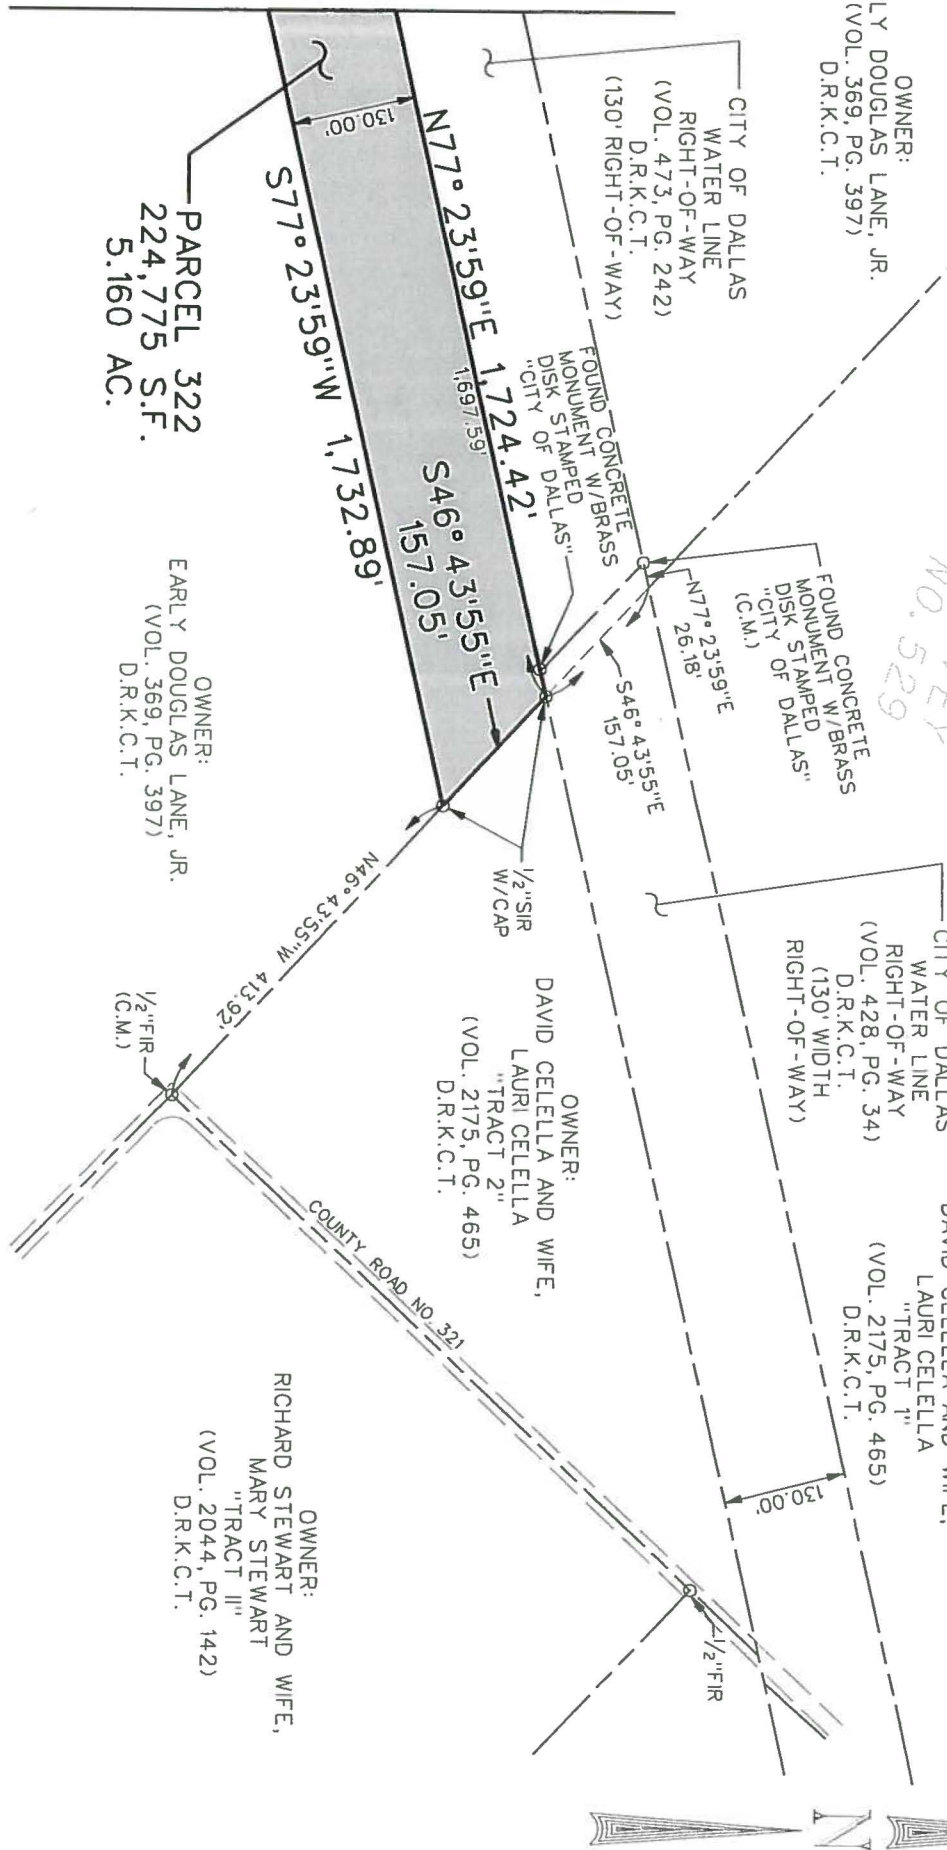 OWNER:
LY DOUGLAS LANE, JR.
(VOL. 369, PG. 397)
D.R.K.C.T.
CITY OF DALLAS
WATER LINE
RIGHT-OF-WAY
(VOL. 473, PG. 242)
D.R.K.C.T.
(130' RIGHT-OF-WAY)
130.00'
N77° 23'59"E 1,724.42'
1,697.59'
S77° 23'59"W 1,732.89'
PARCEL 322
224,775 S.F.
5.160 AC.
S46° 43'55"E
157.05'
FOUND CONCRETE
MONUMENT W/BRASS
DISK STAMPED
"CITY OF DALLAS"
FOUND CONCRETE
MONUMENT W/BRASS
DISK STAMPED
"CITY OF DALLAS"
(C.M.)
N77° 23'59"E
26.18'
S46° 43'55"E
157.05'
NO. 529
OWNER:
EARLY DOUGLAS LANE, JR.
(VOL. 369, PG. 397)
D.R.K.C.T.
1/2"SIR
W/CAP
N46° 43'55"W 413.92'
1/2"FIR
(C.M.)
CITY OF DALLAS
WATER LINE
RIGHT-OF-WAY
(VOL. 428, PG. 34)
D.R.K.C.T.
(130' WIDTH
RIGHT-OF-WAY)
DAVID CELELLA AND WIFE,
LAURI CELELLA
"TRACT 1"
(VOL. 2175, PG. 465)
D.R.K.C.T.
OWNER:
DAVID CELELLA AND WIFE,
LAURI CELELLA
"TRACT 2"
(VOL. 2175, PG. 465)
D.R.K.C.T.
130.00'
COUNTY ROAD NO. 321
1/2"FIR
OWNER:
RICHARD STEWART AND WIFE,
MARY STEWART
"TRACT II"
(VOL. 2044, PG. 142)
D.R.K.C.T.
N